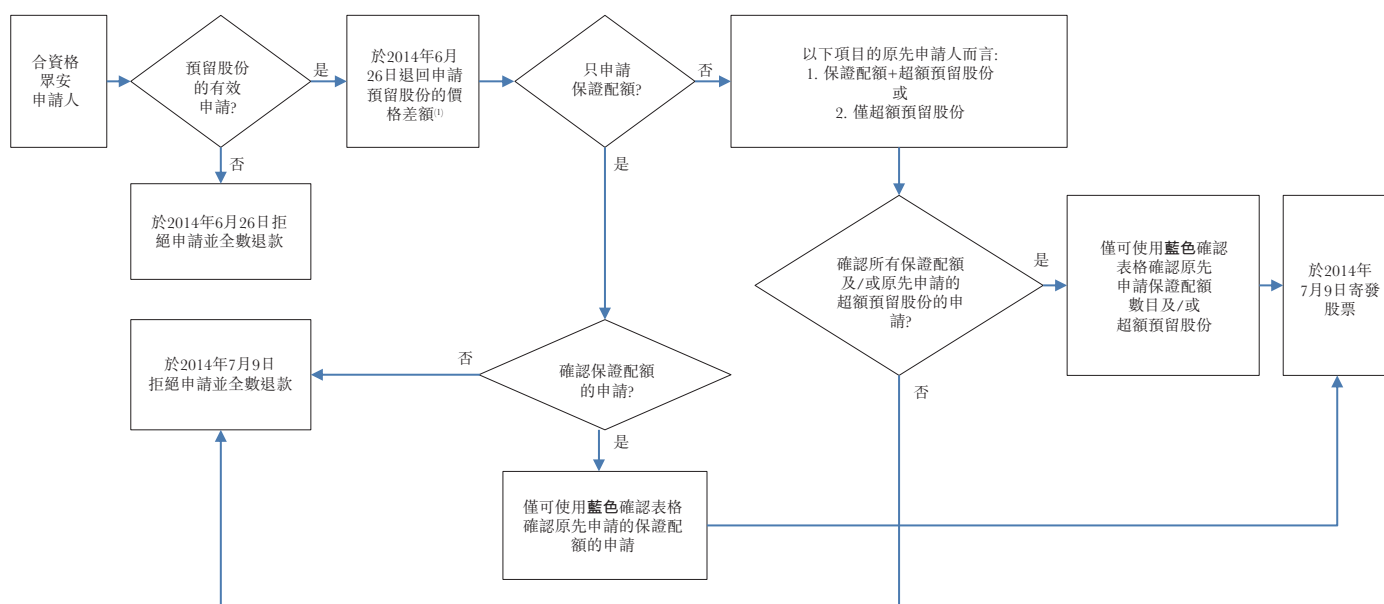 合資格
眾安
申請人
預留股份
的有效
申請?
是
於2014年6月
26日退回申請
預留股份的價
格差額(1)
只申請
保證配額?
否
以下項目的原先申請人而言:
1. 保證配額+超額預留股份
或
2. 僅超額預留股份
否
是
於2014年6月26日拒
絕申請並全數退款
確認所有保證配額
及/或原先申請的
超額預留股份的申
請?
是
僅可使用藍色確認
表格確認原先
申請保證配額
數目及/或
超額預留股份
於2014年
7月9日寄發
股票
於2014年7月9日
拒絕申請並全數退款
否
確認保證配額
的申請?
否
是
僅可使用藍色確認表格
確認原先申請的保證配
額的申請